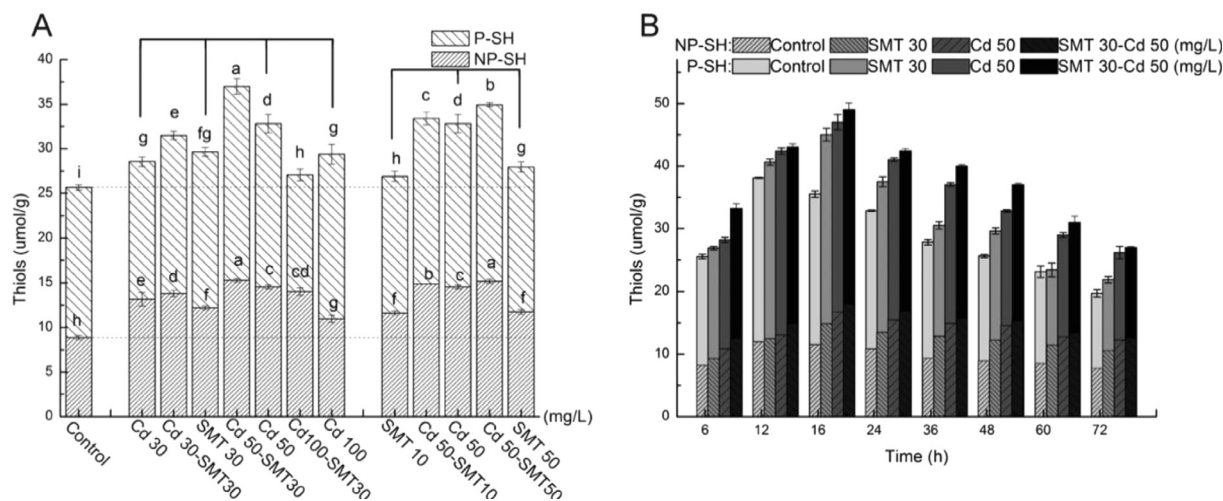 A
P-SH
NP-SH
Thiols (umol/g)
40
35
30
25
20
15
10
5
0
i
g
e
fg
a
d
h
g
h
c
d
b
g
h
e
d
f
a
c
cd
g
f
b
c
a
f
(mg/L)
Control
Cd 30
Cd 30-SMT30
SMT 30
Cd 50-SMT30
Cd 50
Cd100-SMT30
Cd 100
SMT 10
Cd 50-SMT10
Cd 50
Cd 50-SMT50
SMT 50
B
NP-SH: Control SMT 30 Cd 50 SMT 30-Cd 50 (mg/L)
P-SH: Control SMT 30 Cd 50 SMT 30-Cd 50 (mg/L)
Thiols (umol/g)
50
40
30
20
10
0
6 12 16 24 36 48 60 72
Time (h)